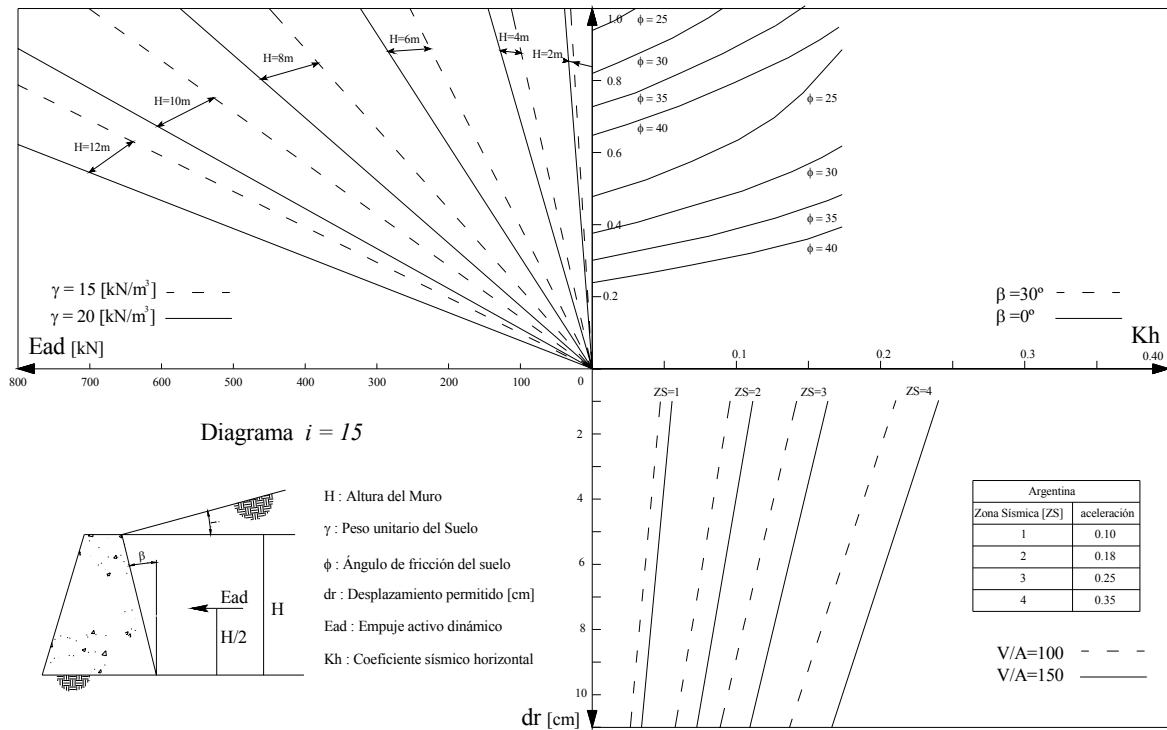 H=2m
H=4m
H=6m
H=8m
H=10m
H=12m
1.0
0.8
0.6
0.4
0.2
ϕ = 25
ϕ = 30
ϕ = 35
ϕ = 40
ϕ = 25
ϕ = 30
ϕ = 35
ϕ = 40
γ = 15 [kN/m³]
γ = 20 [kN/m³]
β =30º
β =0º
Ead [kN]
Kh
800 700 600 500 400 300 200 100 0
0.1 0.2 0.3 0.40
ZS=1 ZS=2 ZS=3 ZS=4
2
4
6
8
10
dr [cm]
Diagrama i = 15
i
β
Ead
H/2
H
H : Altura del Muro
γ : Peso unitario del Suelo
ϕ : Ángulo de fricción del suelo
dr : Desplazamiento permitido [cm]
Ead : Empuje activo dinámico
Kh : Coeficiente sísmico horizontal
Argentina
Zona Sísmica [ZS] aceleración
1 0.10
2 0.18
3 0.25
4 0.35
V/A=100
V/A=150